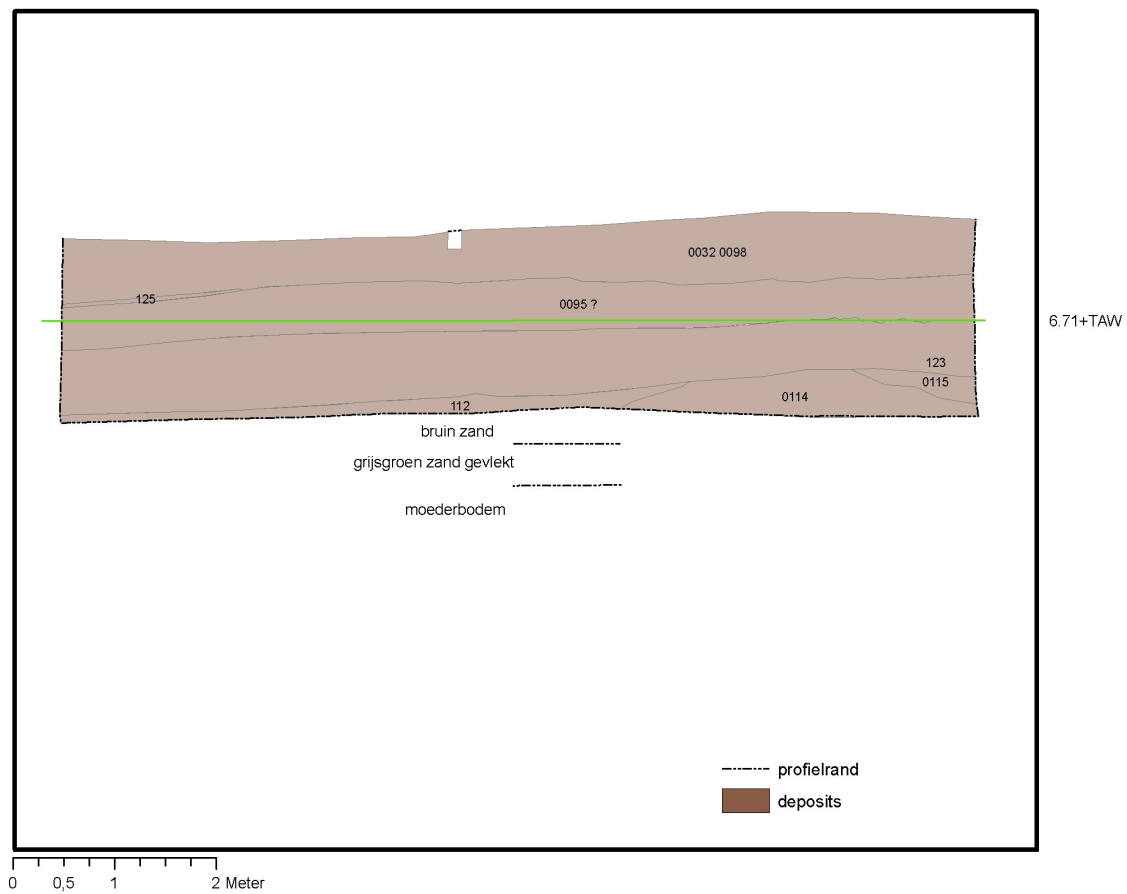 0032 0098
125
0095 ?
6.71+TAW
123
0115
0114
112
bruin zand
grijsgroen zand gevlekt
moederbodem
profielrand
deposits
0 0,5 1 2 Meter